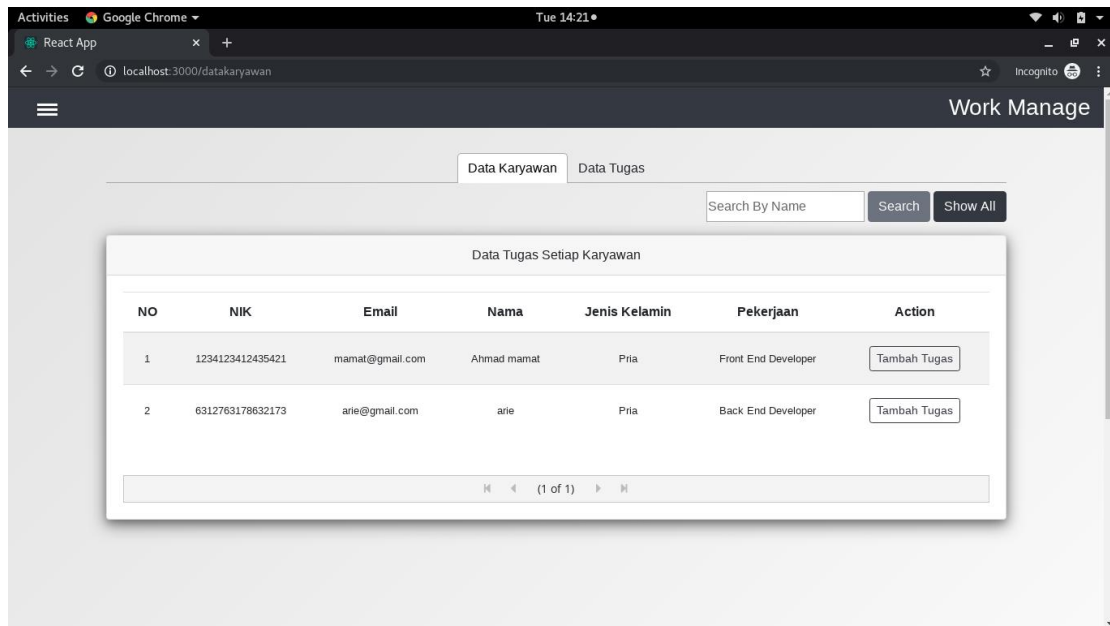 Activities Google Chrome Tue 14:21
React App
localhost:3000/datakaryawan Incognito
Work Manage
Data Karyawan Data Tugas
Search By Name Search Show All
Data Tugas Setiap Karyawan
NO NIK Email Nama Jenis Kelamin Pekerjaan Action
1 1234123412435421 mamat@gmail.com Ahmad mamat Pria Front End Developer Tambah Tugas
2 6312763178632173 arie@gmail.com arie Pria Back End Developer Tambah Tugas
(1 of 1)